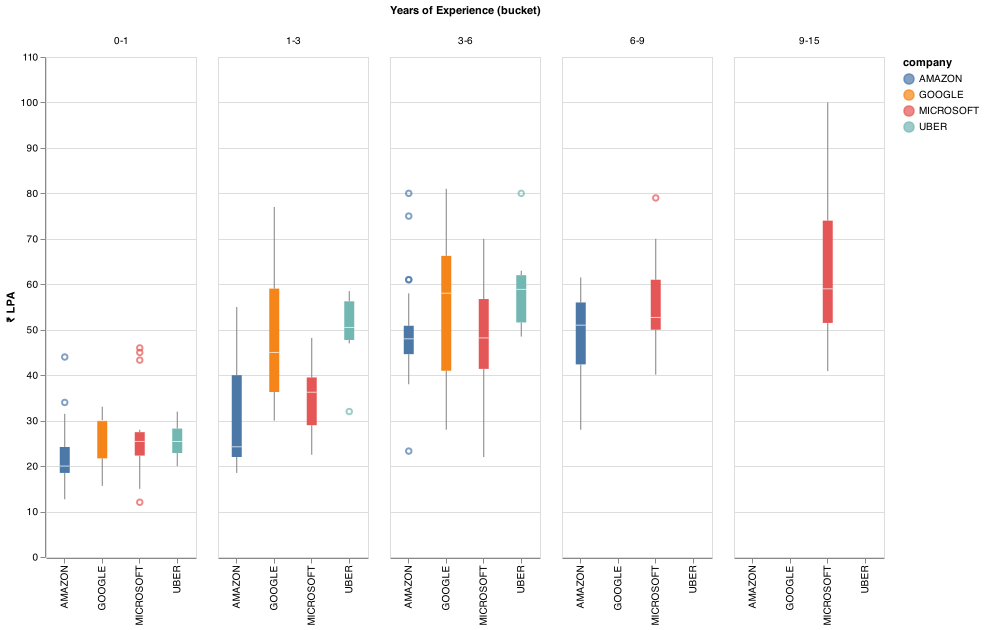 Years of Experience (bucket)
0-1 1-3 3-6 6-9 9-15
110
100
90
80
70
60
50
40
30
20
10
0
₹ LPA
AMAZON GOOGLE MICROSOFT UBER AMAZON GOOGLE MICROSOFT UBER AMAZON GOOGLE MICROSOFT UBER AMAZON GOOGLE MICROSOFT UBER AMAZON GOOGLE MICROSOFT UBER
company
AMAZON
GOOGLE
MICROSOFT
UBER